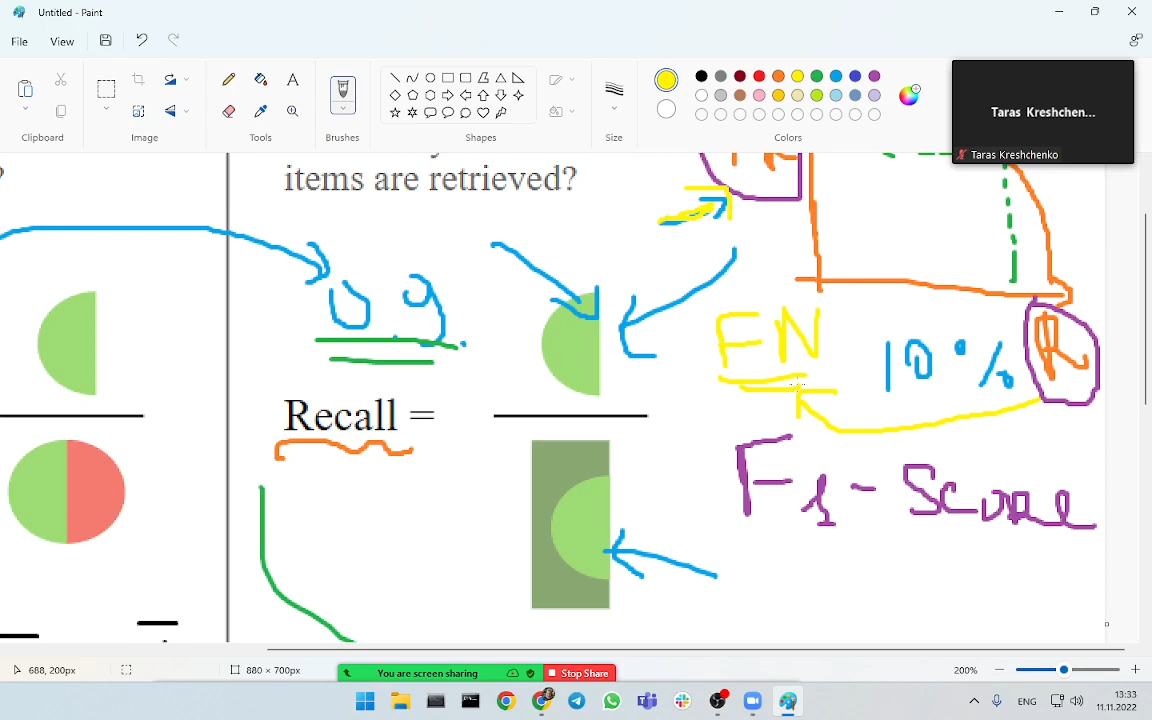 Untitled - Paint
File
View
Clipboard
Image
Tools
Brushes
Shapes
Size
Colors
Taras Kreshchen...
Taras Kreshchenko
?
items are retrieved?
0.9
Recall =
FN
10%
R
F1-Score
688, 200px
880 × 700px
200%
You are screen sharing
Stop Share
ENG
13:33
11.11.2022